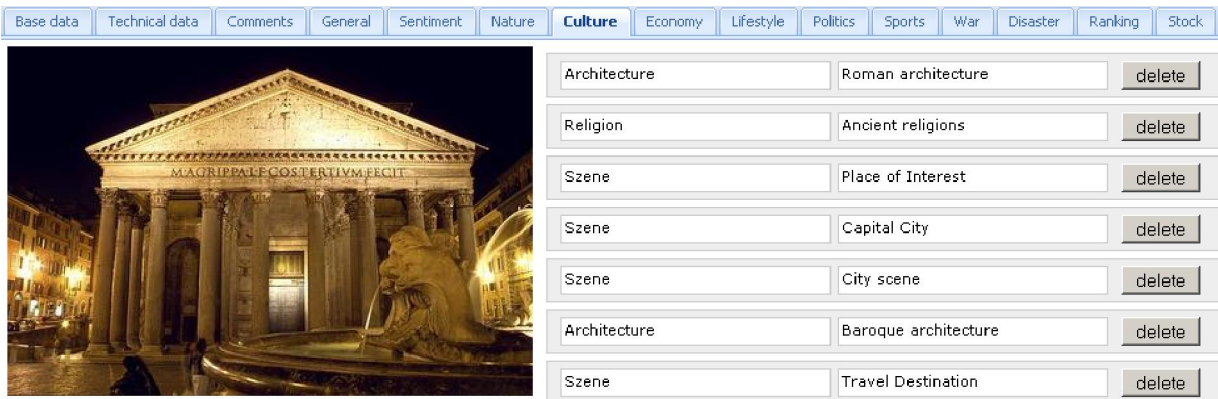 Base data Technical data Comments General Sentiment Nature Culture Economy Lifestyle Politics Sports War Disaster Ranking Stock
M·AGRIPPA·L·F·COS·TERTIVM·FECIT
Architecture Roman architecture delete
Religion Ancient religions delete
Szene Place of Interest delete
Szene Capital City delete
Szene City scene delete
Architecture Baroque architecture delete
Szene Travel Destination delete